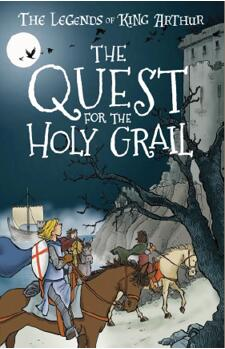 The Legends of King Arthur
The
Quest
for the
Holy Grail